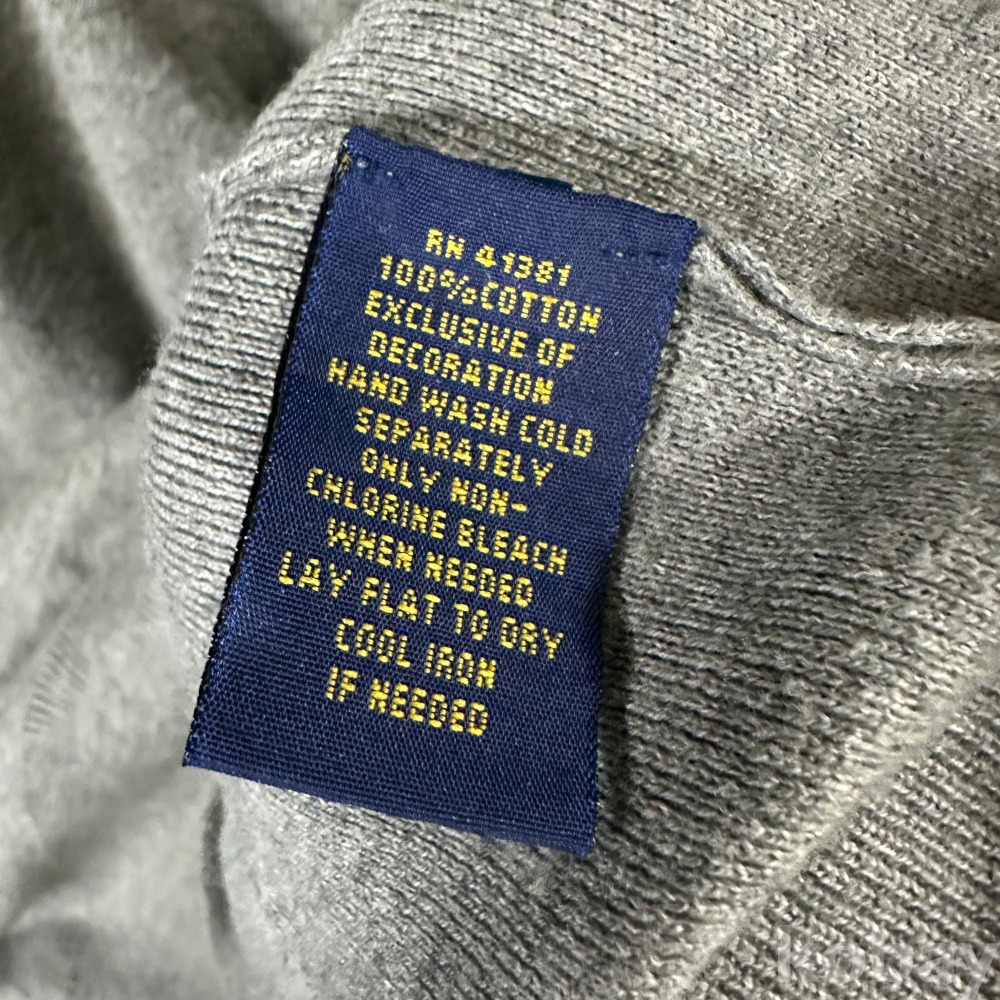 RN 41381
100%COTTON
EXCLUSIVE OF
DECORATION
HAND WASH COLD
SEPARATELY
ONLY NON-
CHLORINE BLEACH
WHEN NEEDED
LAY FLAT TO DRY
COOL IRON
IF NEEDED